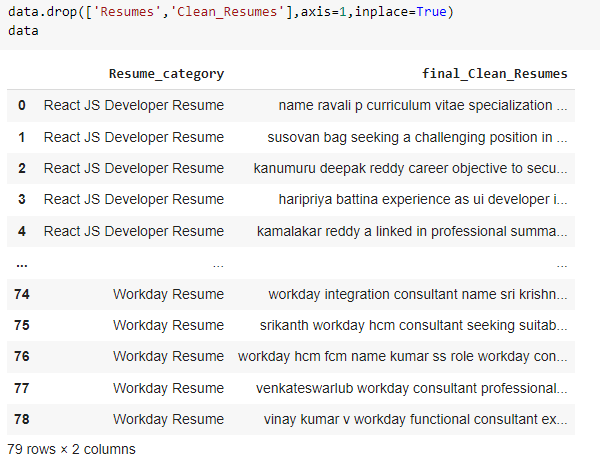 data.drop(['Resumes','Clean_Resumes'],axis=1,inplace=True)
data
Resume_category final_Clean_Resumes
0 React JS Developer Resume name ravali p curriculum vitae specialization ...
1 React JS Developer Resume susovan bag seeking a challenging position in ...
2 React JS Developer Resume kanumuru deepak reddy career objective to secu...
3 React JS Developer Resume haripriya battina experience as ui developer i...
4 React JS Developer Resume kamalakar reddy a linked in professional summa...
... ... ...
74 Workday Resume workday integration consultant name sri krishn...
75 Workday Resume srikanth workday hcm consultant seeking suitab...
76 Workday Resume workday hcm fcm name kumar ss role workday con...
77 Workday Resume venkateswarlub workday consultant professional...
78 Workday Resume vinay kumar v workday functional consultant ex...
79 rows × 2 columns